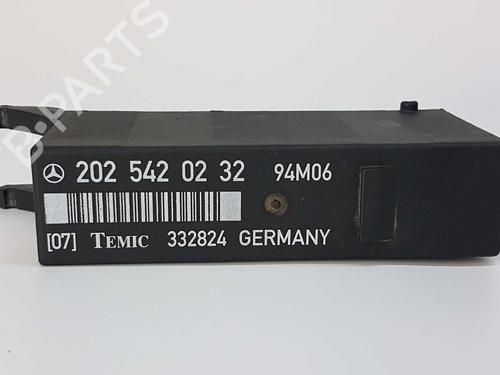 202 542 02 32 94M06
[07] TEMIC 332824 GERMANY
B-PARTS